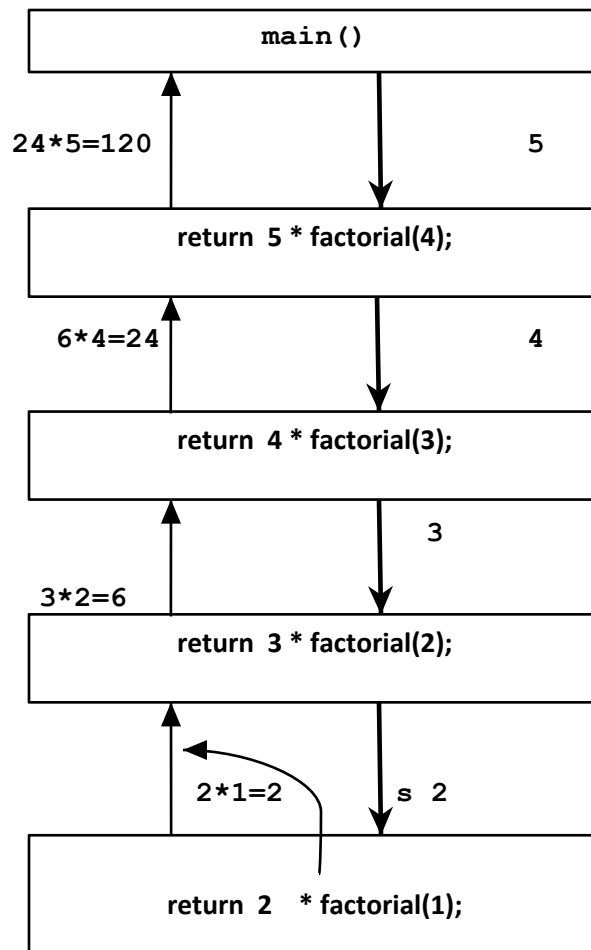 main()
24*5=120 5
return 5 * factorial(4);
6*4=24 4
return 4 * factorial(3);
3
3*2=6
return 3 * factorial(2);
2*1=2 s 2
return 2 * factorial(1);